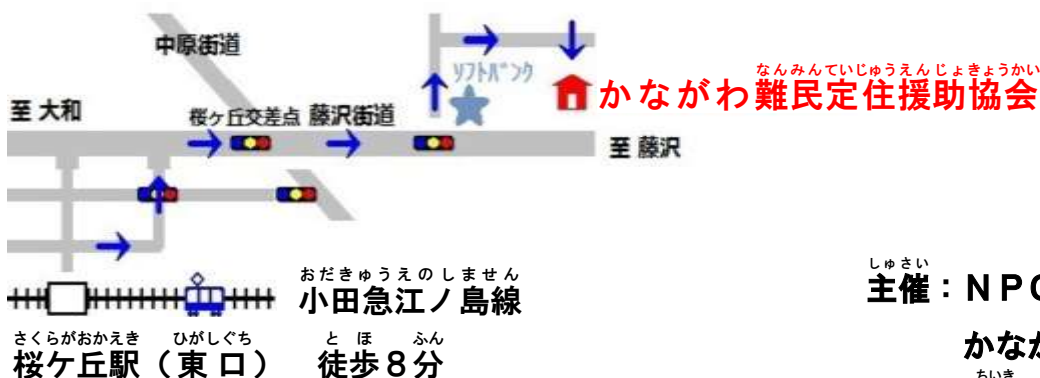 中原街道
ソフトバンク
なんみんていじゅうえんじょきょうかい
かながわ難民定住援助協会
至 大和
桜ヶ丘交差点 藤沢街道
至 藤沢
おだきゅうえのしません
小田急江ノ島線
しゅさい
主催：ＮＰＯ
さくらがおかえき ひがしぐち とほ ふん
桜ケ丘駅（東口） 徒歩８分
かなが
ちいき